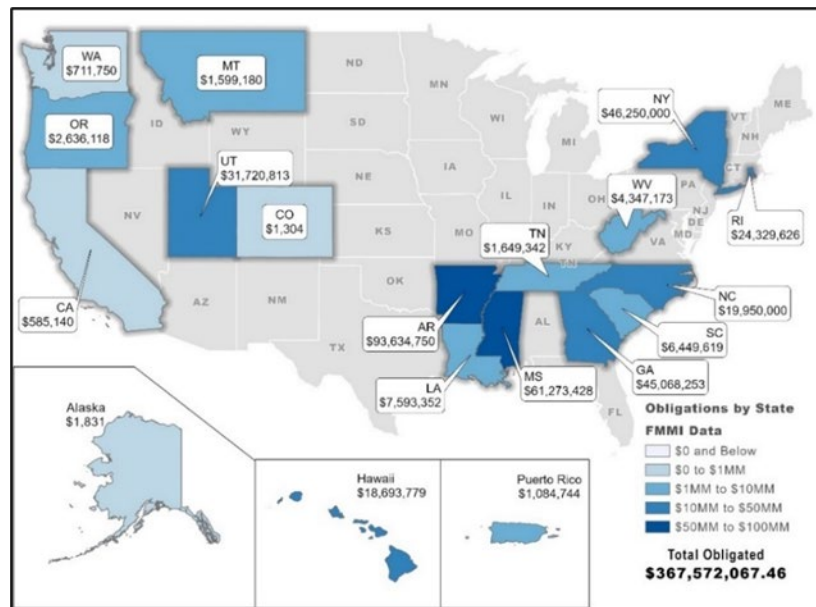 WA
$711,750
MT
$1,599,180
ND
MN
OR
$2,636,118
ID
WY
SD
WI
MI
NY
$46,250,000
VT
NH
ME
CT
UT
$31,720,813
NE
IA
IL
IN
OH
WV
$4,347,173
PA
NJ
DE
MD
RI
$24,329,626
NV
CO
$1,304
KS
MO
KY
VA
TN
$1,649,342
TN
CA
$585,140
AZ
NM
OK
AR
$93,634,750
NC
$19,950,000
SC
$6,449,619
TX
AL
LA
$7,593,352
MS
$61,273,428
GA
$45,068,253
FL
Alaska
$1,831
Hawaii
$18,693,779
Puerto Rico
$1,084,744
Obligations by State
FMMI Data
$0 and Below
$0 to $1MM
$1MM to $10MM
$10MM to $50MM
$50MM to $100MM
Total Obligated
$367,572,067.46